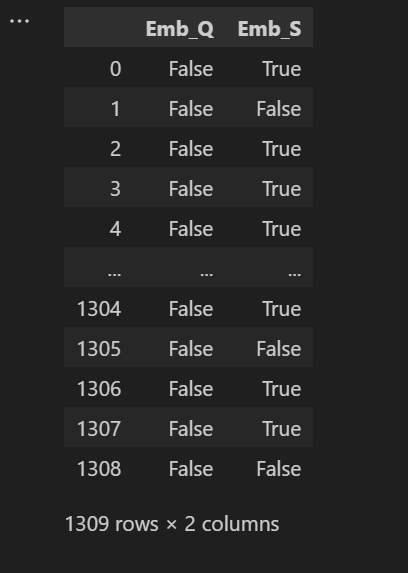 ...
Emb_Q Emb_S
0 False True
1 False False
2 False True
3 False True
4 False True
... ... ...
1304 False True
1305 False False
1306 False True
1307 False True
1308 False False
1309 rows × 2 columns